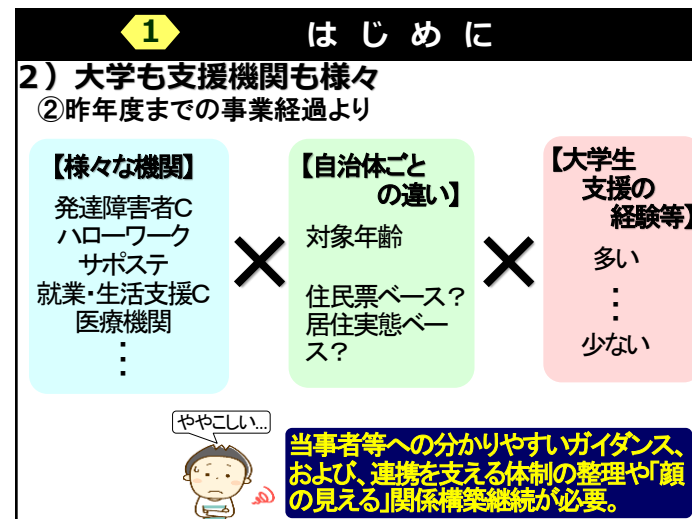 1 はじめに
２）大学も支援機関も様々
②昨年度までの事業経過より
【様々な機関】
発達障害者C
ハローワーク
サポステ
就業・生活支援C
医療機関
：
×
【自治体ごと
の違い】
対象年齢
住民票ベース？
居住実態ベー
ス？
×
【大学生
支援の
経験等】
多い
：
少ない
ややこしい...
当事者等への分かりやすいガイダンス、
および、連携を支える体制の整理や「顔
の見える」関係構築継続が必要。